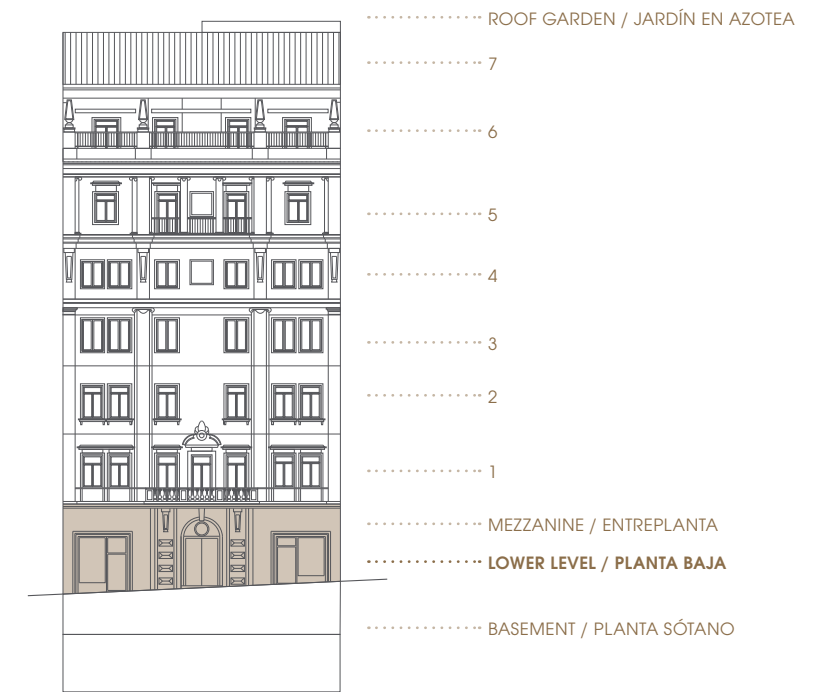 ROOF GARDEN / JARDÍN EN AZOTEA
7
6
5
4
3
2
1
MEZZANINE / ENTREPLANTA
LOWER LEVEL / PLANTA BAJA
BASEMENT / PLANTA SÓTANO